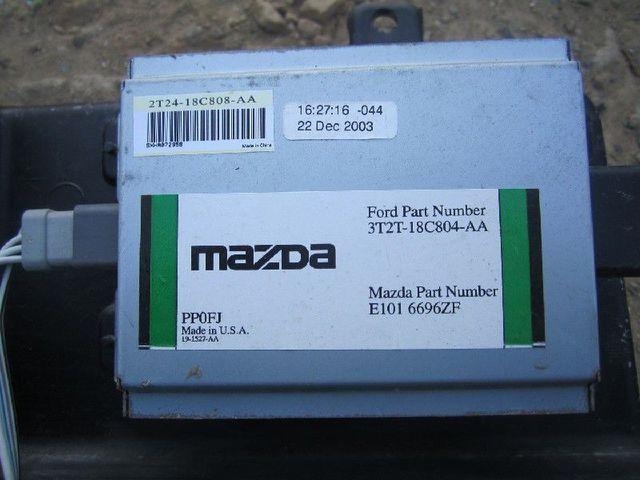 2T24-18C808-AA
Made in China
16:27:16 -044
22 Dec 2003
mazda
Ford Part Number
3T2T-18C804-AA
Mazda Part Number
E101 6696ZF
PP0FJ
Made in U.S.A.
19-1527-AA